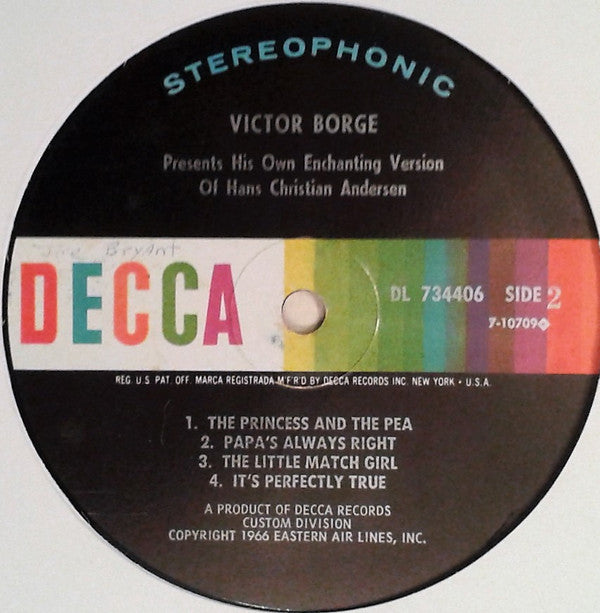 STEREOPHONIC
VICTOR BORGE
Presents His Own Enchanting Version
Of Hans Christian Andersen
Joe Bryant
DECCA
DL 734406 SIDE 2
7-10709
REG. U.S. PAT. OFF. MARCA REGISTRADA M'F'R'D BY DECCA RECORDS INC. NEW YORK • U.S.A.
1. THE PRINCESS AND THE PEA
2. PAPA'S ALWAYS RIGHT
3. THE LITTLE MATCH GIRL
4. IT'S PERFECTLY TRUE
A PRODUCT OF DECCA RECORDS
CUSTOM DIVISION
COPYRIGHT 1966 EASTERN AIR LINES, INC.